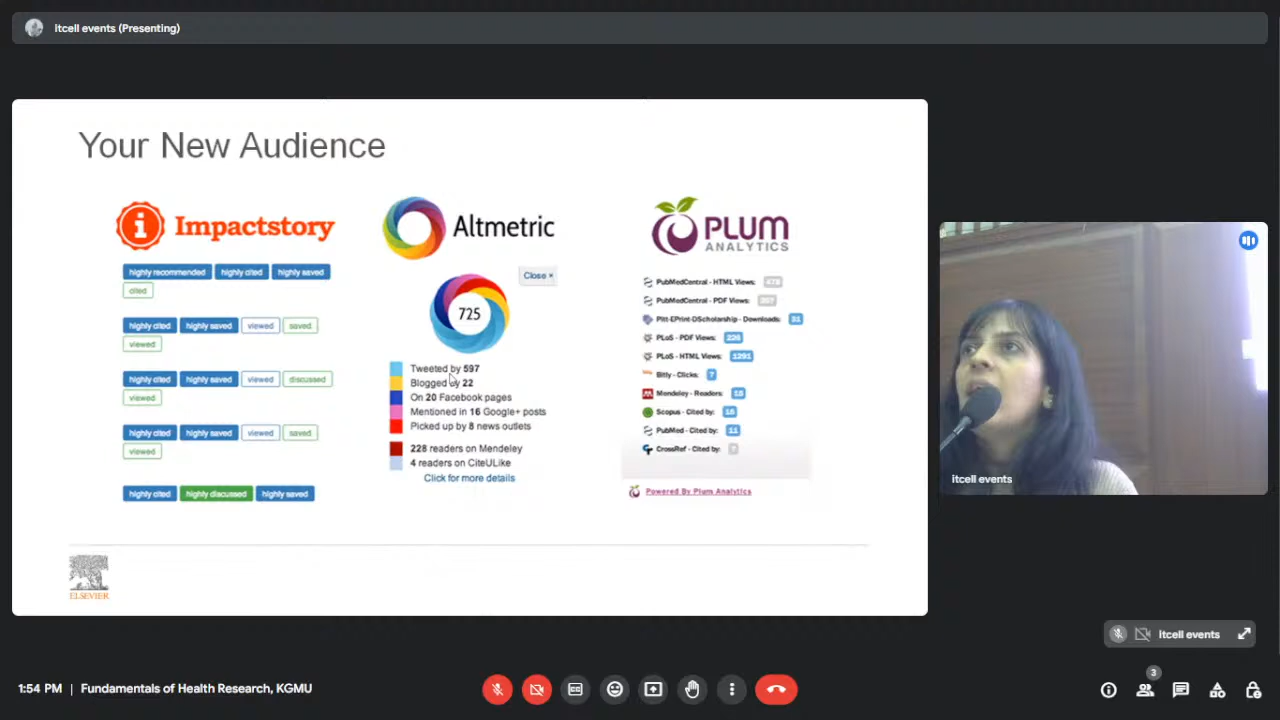 Itcell events (Presenting)
Your New Audience
Impactstory
highly recommended highly cited highly saved
cited
highly cited highly saved viewed saved
viewed
highly cited highly saved viewed discussed
viewed
highly cited highly saved viewed saved
viewed
highly cited highly discussed highly saved
Altmetric
Close ×
725
Tweeted by 597
Blogged by 22
On 20 Facebook pages
Mentioned in 16 Google+ posts
Picked up by 8 news outlets
228 readers on Mendeley
4 readers on CiteULike
Click for more details
PLUM
ANALYTICS
PubMedCentral - HTML Views:
PubMedCentral - PDF Views:
Pitt-EPrint-DScholarship - Downloads: 31
PLoS - PDF Views: 226
PLoS - HTML Views: 1291
Bitly - Clicks: 7
Mendeley - Readers:
Scopus - Cited by:
PubMed - Cited by: 11
CrossRef - Cited by:
Powered By Plum Analytics
ELSEVIER
itcell events
Itcell events
1:54 PM | Fundamentals of Health Research, KGMU
3